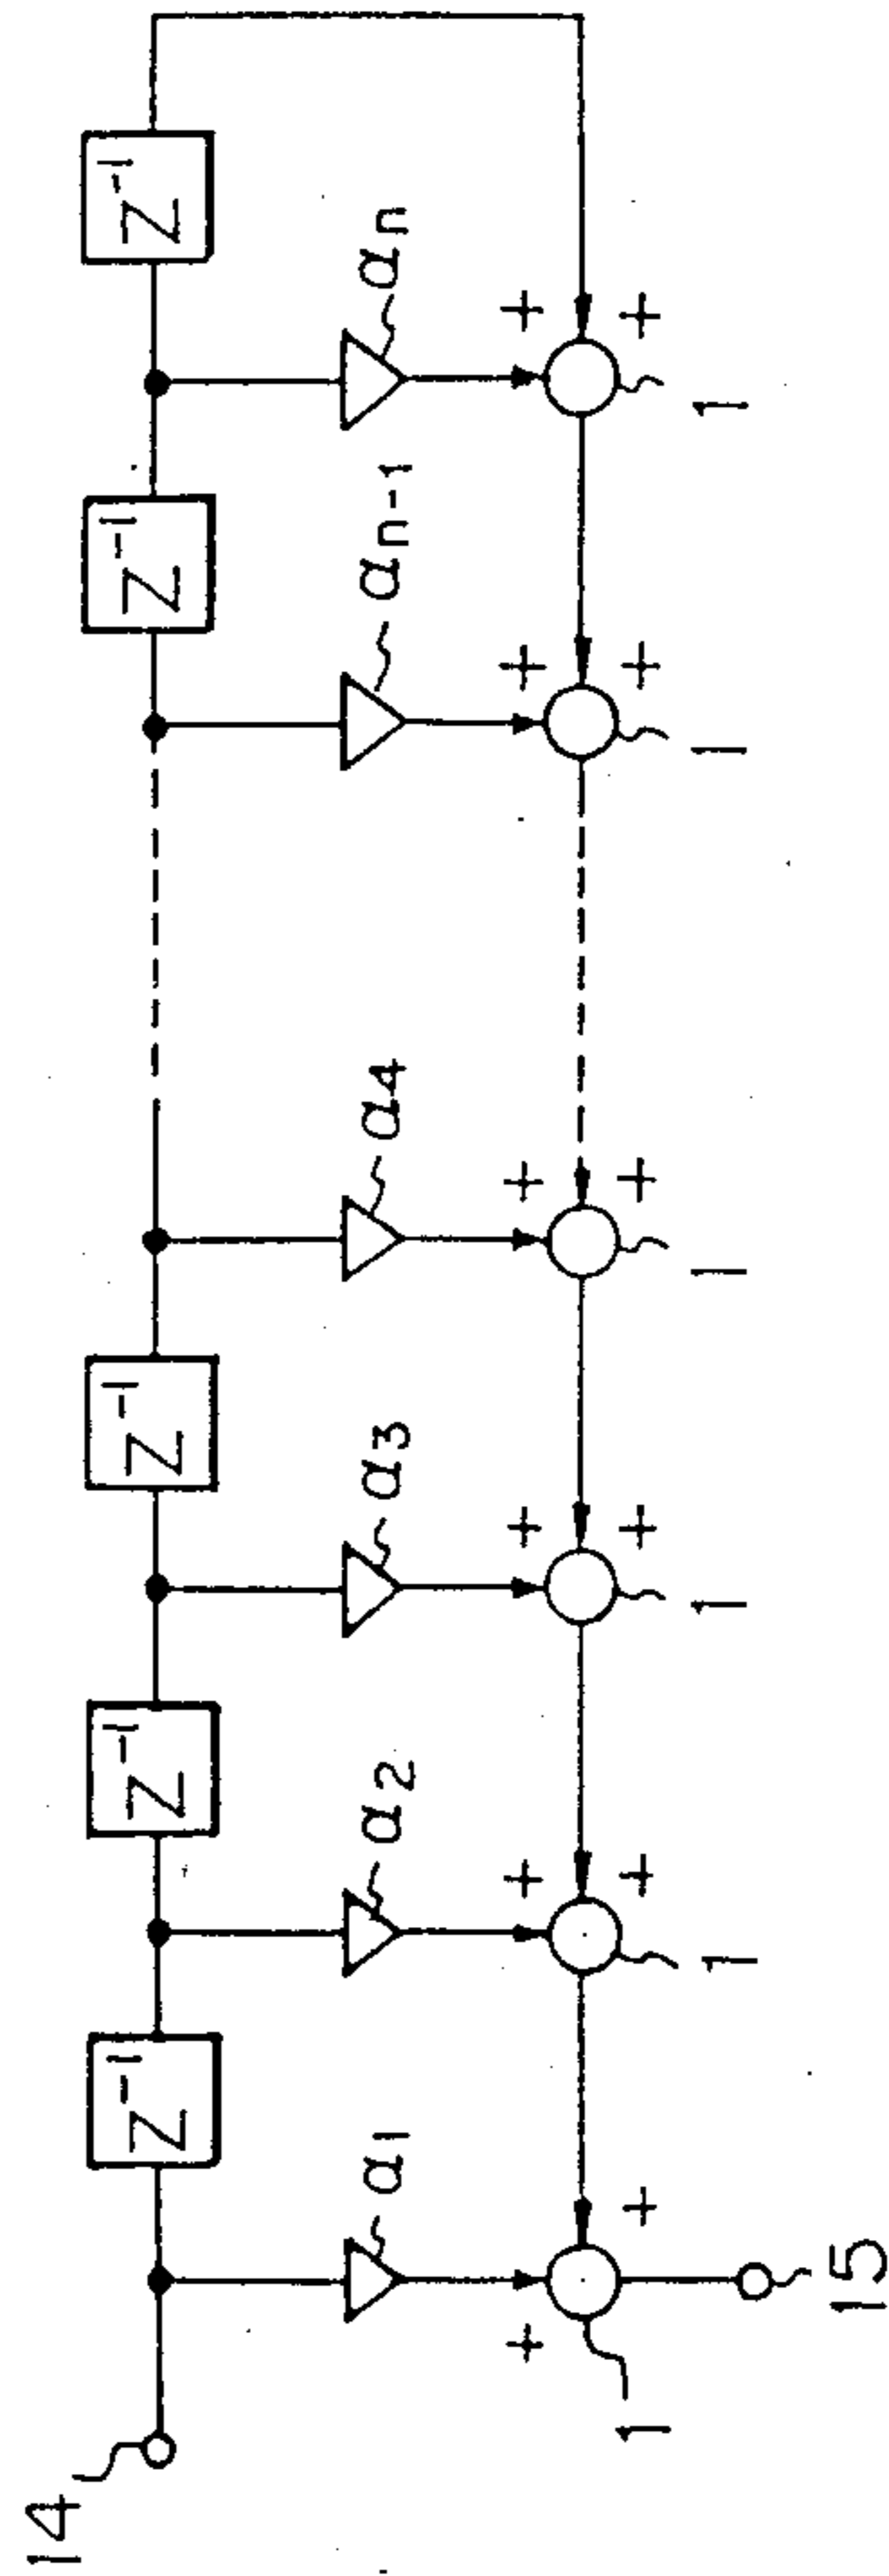 14
Z⁻¹ Z⁻¹ Z⁻¹ Z⁻¹ Z⁻¹
a1 a2 a3 a4 an-1 an
+ + + + + +
+ + + + + +
1 1 1 1 1 1
15